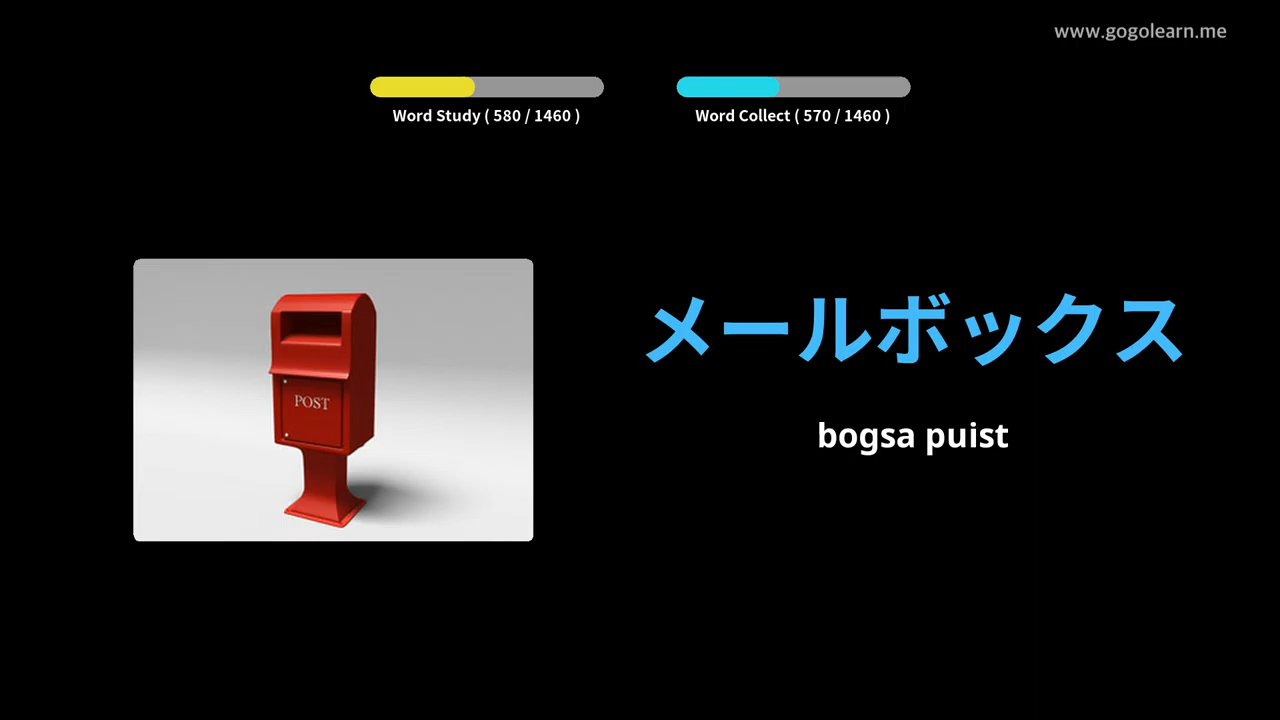 www.gogolearn.me
Word Study ( 580 / 1460 )
Word Collect ( 570 / 1460 )
POST
メールボックス
bogsa puist